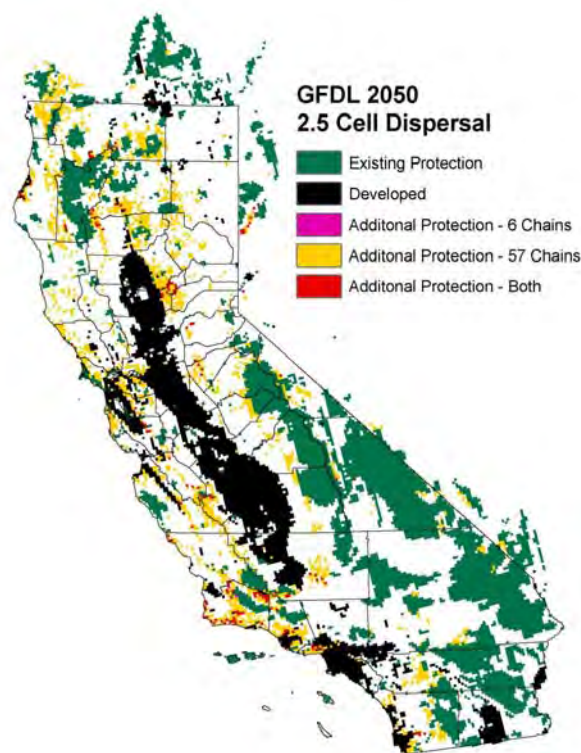 GFDL 2050
2.5 Cell Dispersal
Existing Protection
Developed
Additonal Protection - 6 Chains
Additonal Protection - 57 Chains
Additonal Protection - Both